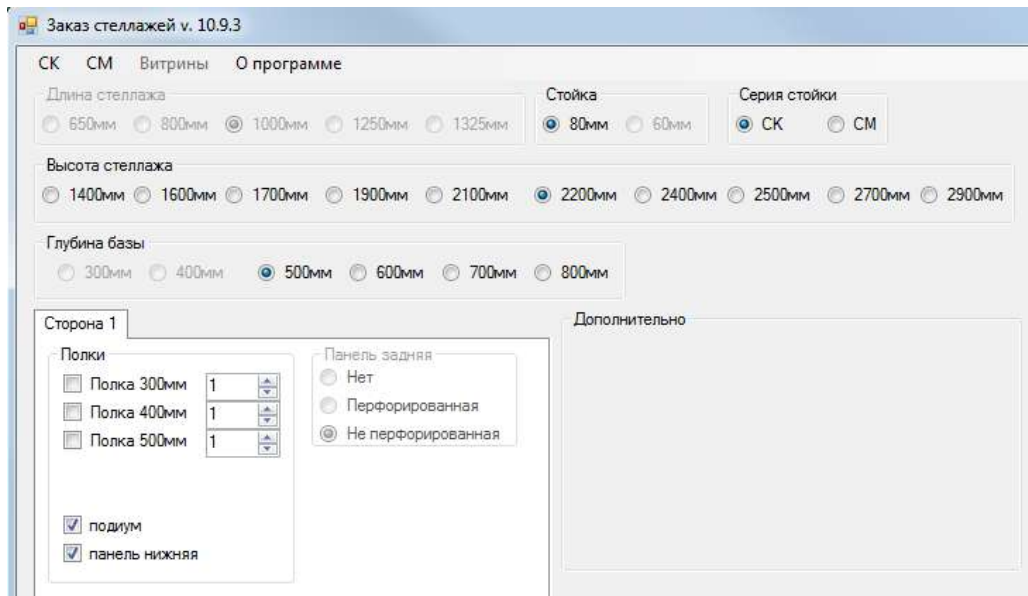 Заказ стеллажей v. 10.9.3
СК СМ Витрины О программе
Длина стеллажа
650мм 800мм 1000мм 1250мм 1325мм
Стойка
80мм 60мм
Серия стойки
СК СМ
Высота стеллажа
1400мм 1600мм 1700мм 1900мм 2100мм 2200мм 2400мм 2500мм 2700мм 2900мм
Глубина базы
300мм 400мм 500мм 600мм 700мм 800мм
Сторона 1
Полки
Полка 300мм 1
Полка 400мм 1
Полка 500мм 1
подиум
панель нижняя
Панель задняя
Нет
Перфорированная
Не перфорированная
Дополнительно